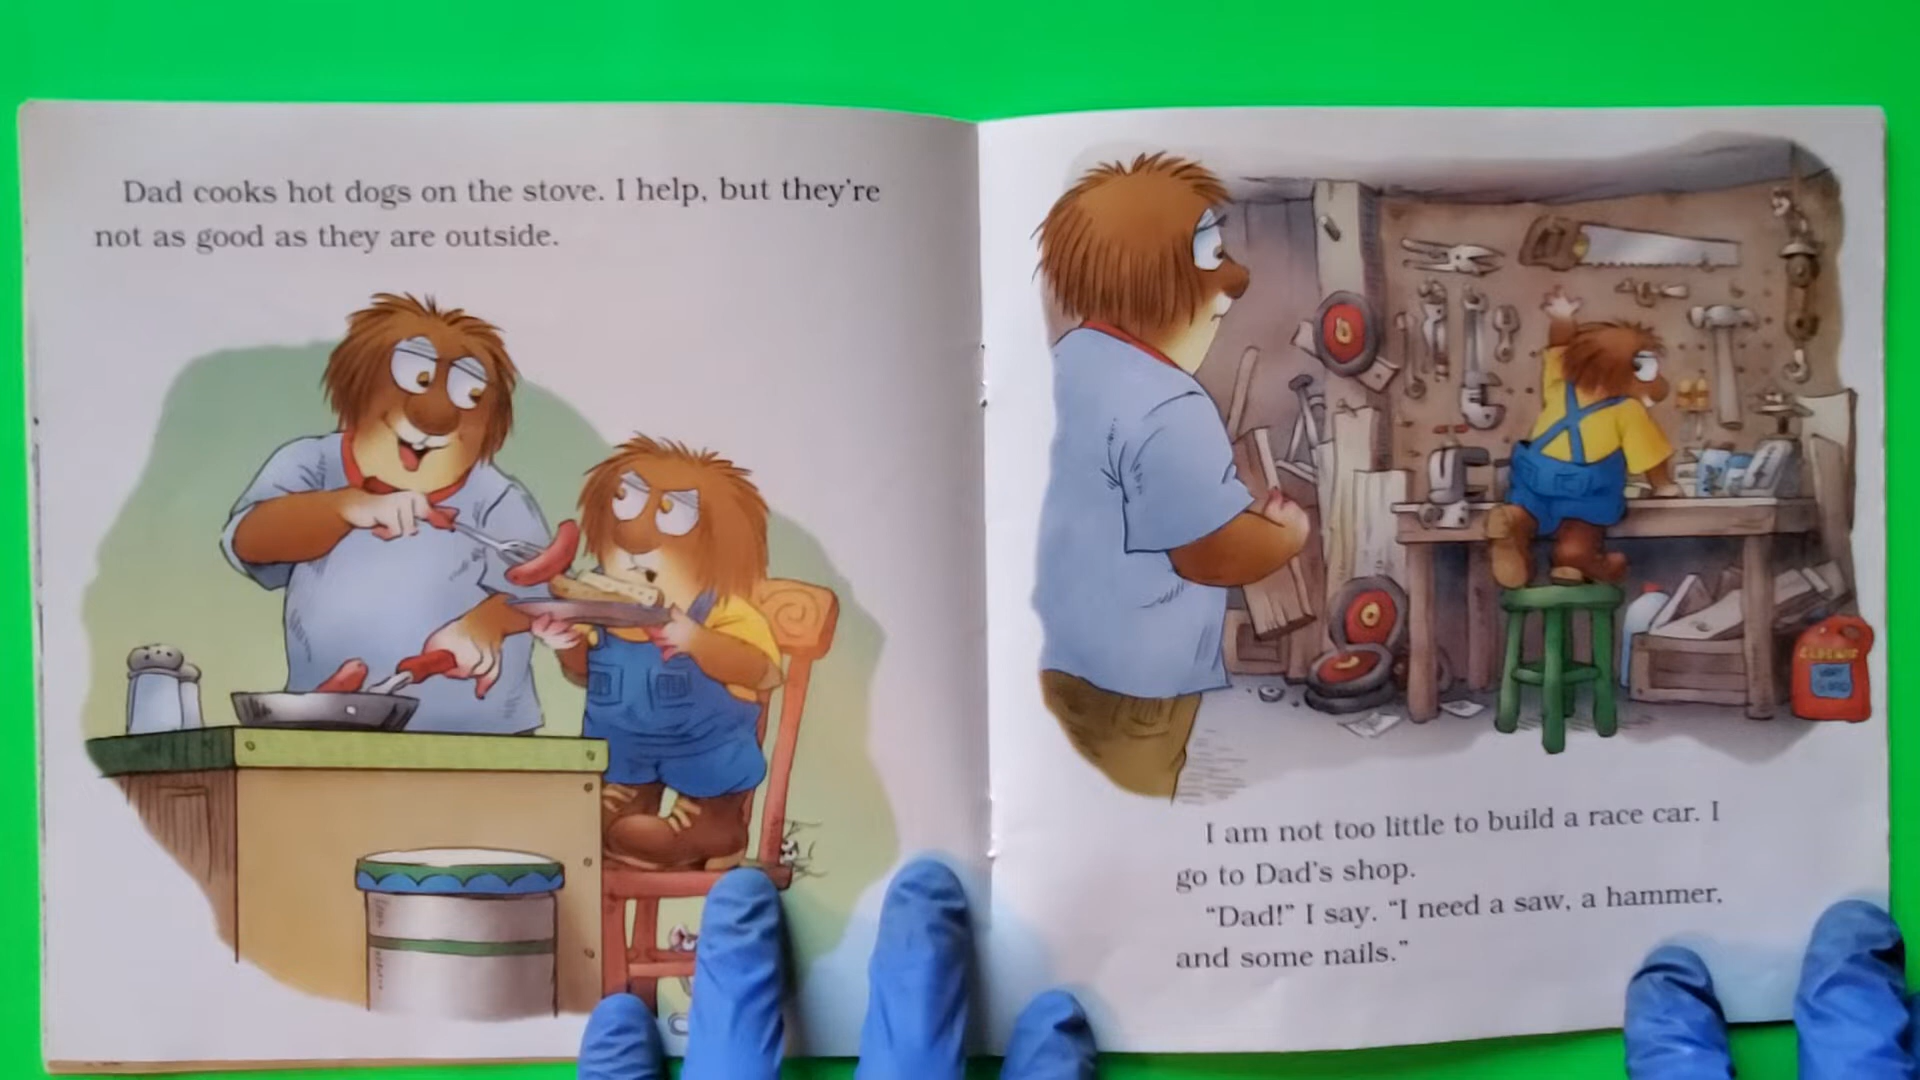 Dad cooks hot dogs on the stove. I help, but they're
not as good as they are outside.
I am not too little to build a race car. I
go to Dad's shop.
“Dad!” I say. “I need a saw, a hammer,
and some nails.”